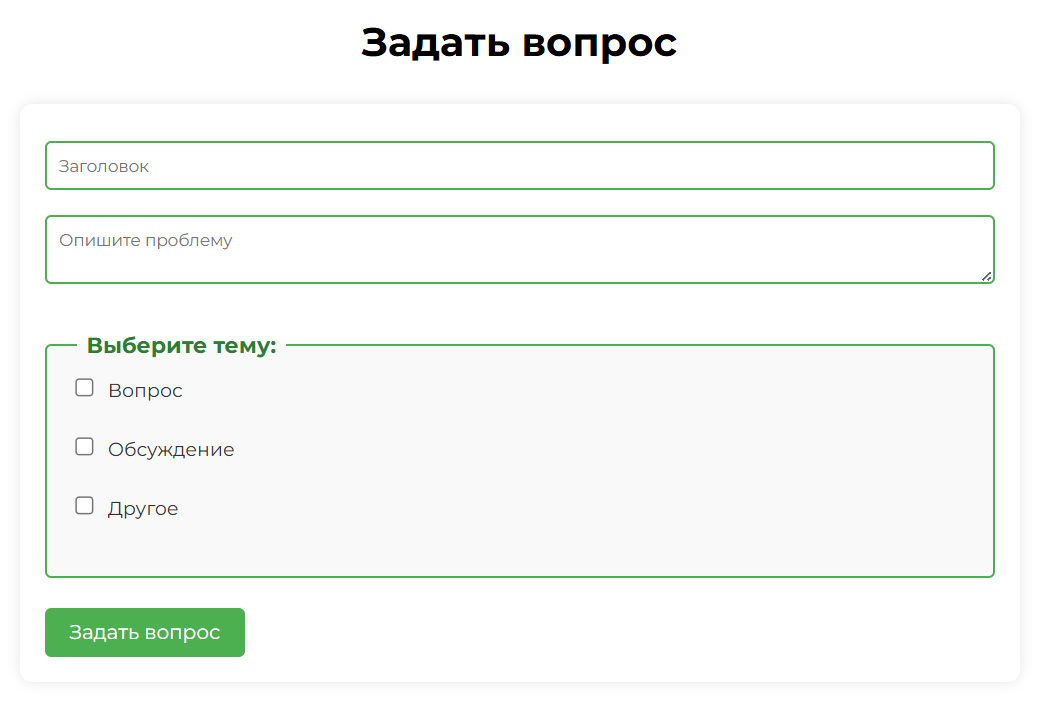 Задать вопрос
Заголовок
Опишите проблему
Выберите тему:
Вопрос
Обсуждение
Другое
Задать вопрос